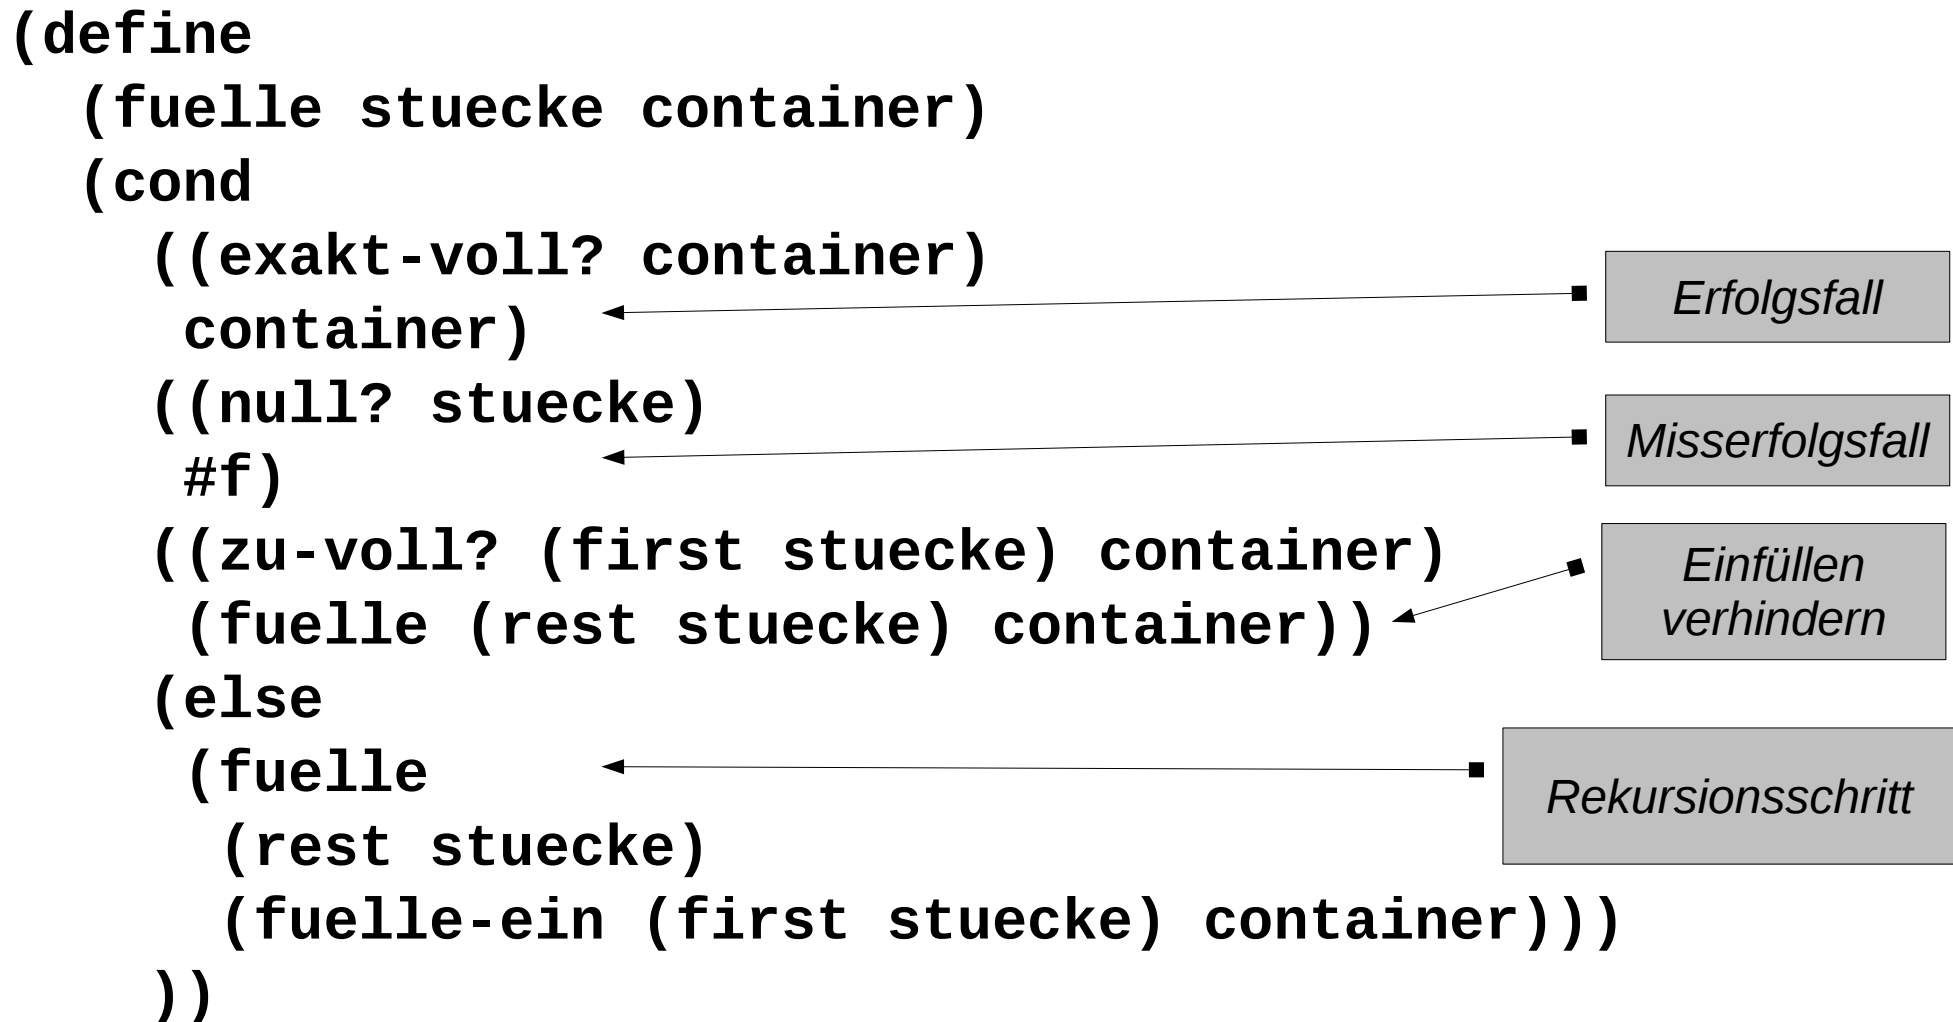 (define
(fuelle stuecke container)
(cond
((exakt-voll? container)
container)
Erfolgsfall
((null? stuecke)
#f)
Misserfolgsfall
((zu-voll? (first stuecke) container)
(fuelle (rest stuecke) container))
Einfüllen
verhindern
(else
(fuelle
Rekursionsschritt
(rest stuecke)
(fuelle-ein (first stuecke) container)))
))